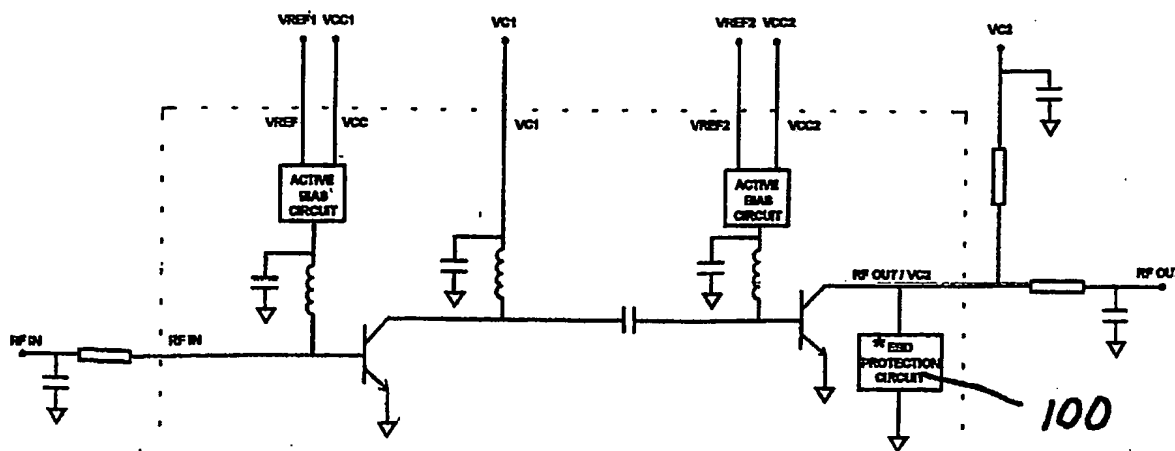 VREF1 VCC1
VC1
VREF2 VCC2
VC2
VREF
VCC
VC1
VREF2
VCC2
ACTIVE
BIAS
CIRCUIT
ACTIVE
BIAS
CIRCUIT
RF OUT / VC2
RF OU
RF IN
RF IN
* ESD
PROTECTION
CIRCUIT
100